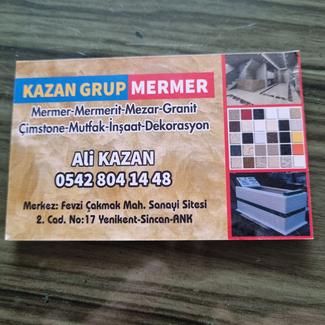 KAZAN GRUP MERMER
Mermer-Mermerit-Mezar-Granit
Çimstone-Mutfak-İnşaat-Dekorasyon
Ali KAZAN
0542 804 14 48
Merkez: Fevzi Çakmak Mah. Sanayi Sitesi
2. Cad. No:17 Yenikent-Sincan-ANK